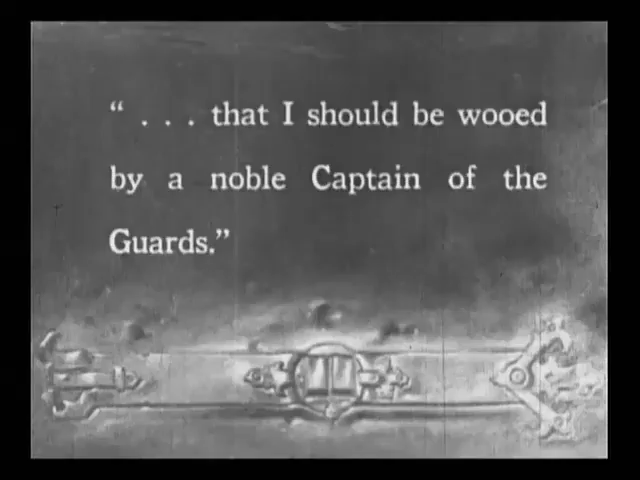 “ . . . that I should be wooed
by a noble Captain of the
Guards.”